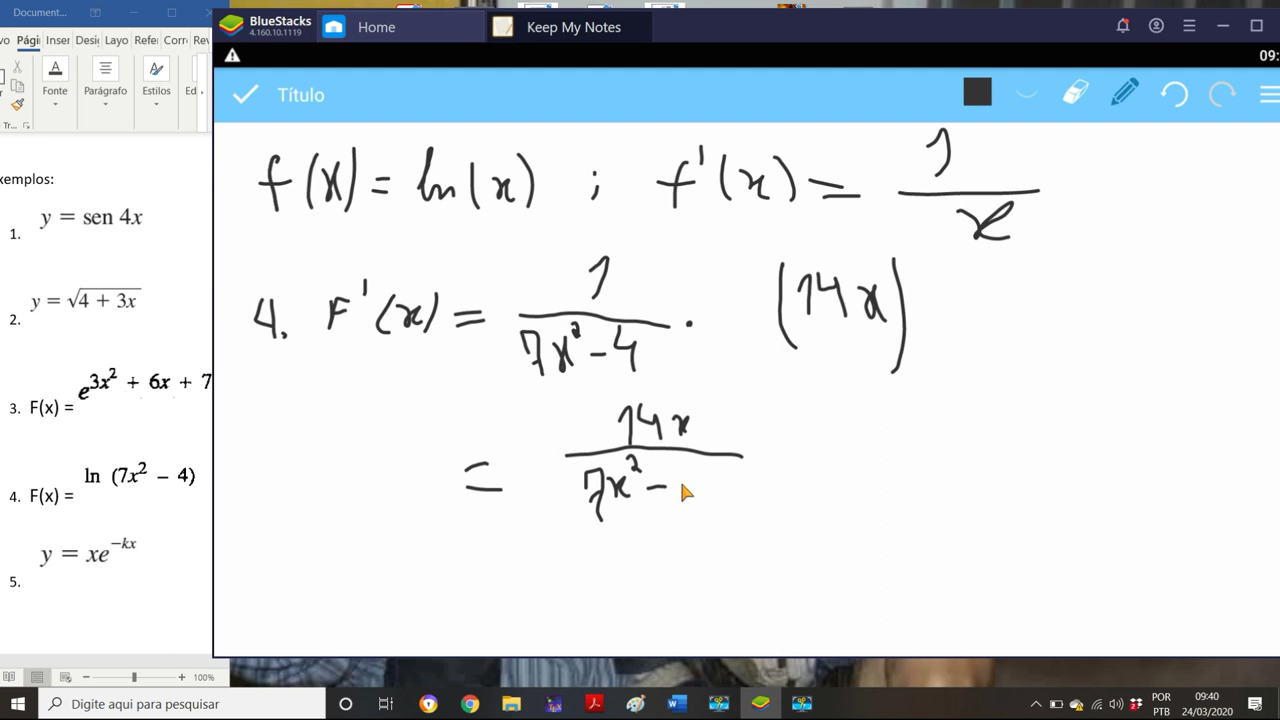 Document...
BlueStacks
4.160.10.1119
Home
Keep My Notes
09:
Pági Inser Desi Layo Refe Corr Rev
Fonte Parágrafo Estilos Ed
Título
f(x) = ln(x) ; f'(x) = 1/x
4. F'(x) = 1/(7x² - 4) . (14x)
= 14x/(7x² -
xemplos:
1. y = sen 4x
2. y = √4 + 3x
3. F(x) = e^3x² + 6x + 7
4. F(x) = ln (7x² – 4)
5. y = xe^–kx
100%
Digite aqui para pesquisar
POR
PTB
09:40
24/03/2020